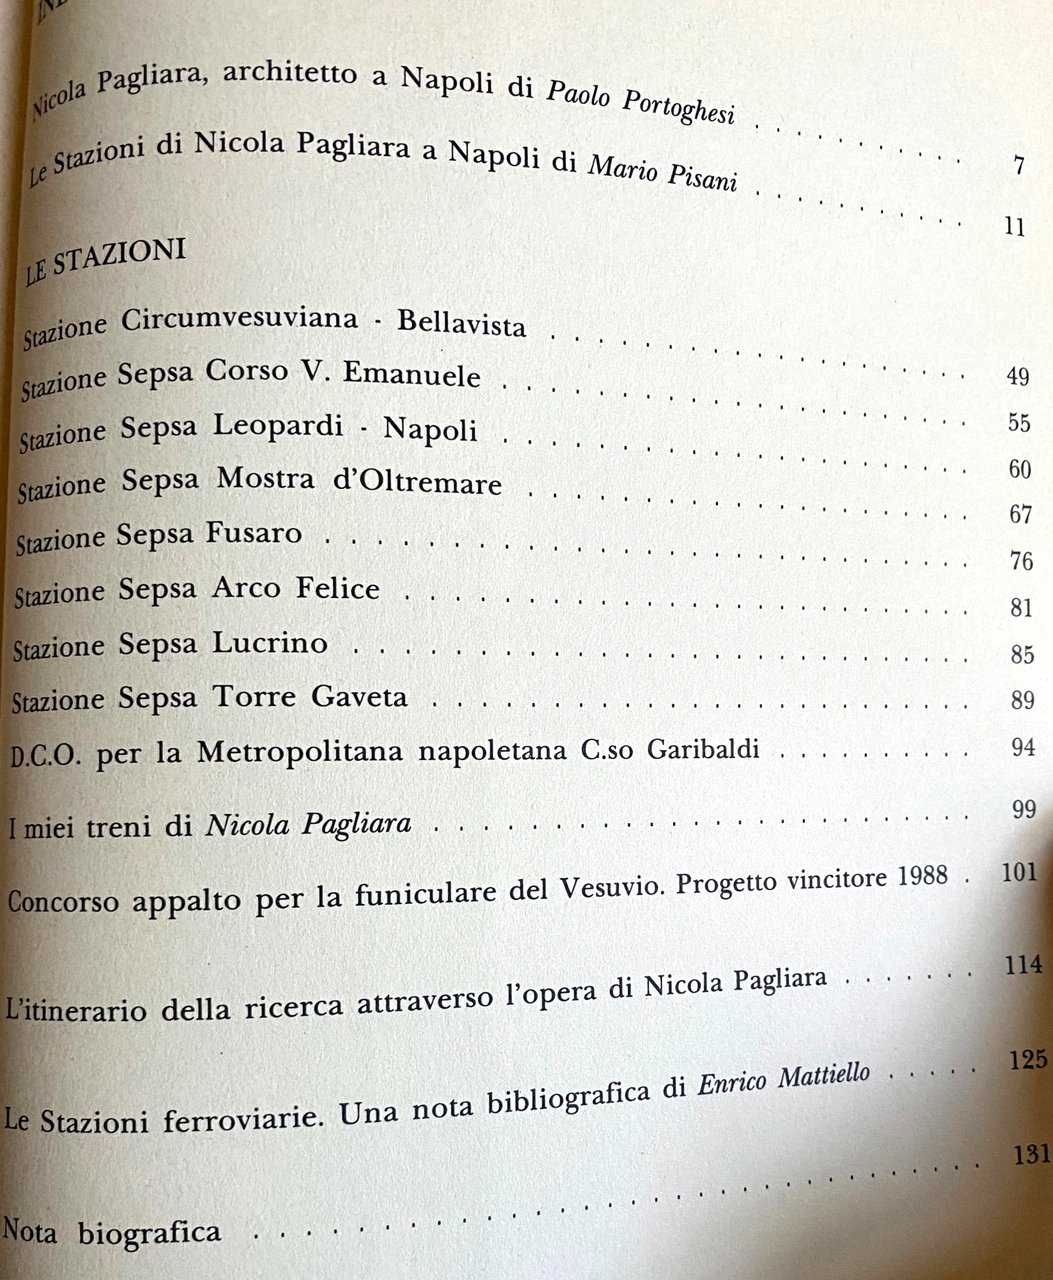 Nicola Pagliara, architetto a Napoli di Paolo Portoghesi . . . . . . . . . . 7
Le Stazioni di Nicola Pagliara a Napoli di Mario Pisani . . . . . . . . . . . 11
LE STAZIONI
Stazione Circumvesuviana - Bellavista . . . . . . . . . . . . . . . . . . 49
Stazione Sepsa Corso V. Emanuele . . . . . . . . . . . . . . . . . . . . 55
Stazione Sepsa Leopardi - Napoli . . . . . . . . . . . . . . . . . . . . 60
Stazione Sepsa Mostra d'Oltremare . . . . . . . . . . . . . . . . . . . 67
Stazione Sepsa Fusaro . . . . . . . . . . . . . . . . . . . . . . . . . . . 76
Stazione Sepsa Arco Felice . . . . . . . . . . . . . . . . . . . . . . . . 81
Stazione Sepsa Lucrino . . . . . . . . . . . . . . . . . . . . . . . . . . 85
Stazione Sepsa Torre Gaveta . . . . . . . . . . . . . . . . . . . . . . . 89
D.C.O. per la Metropolitana napoletana C.so Garibaldi . . . . . . . . . 94
I miei treni di Nicola Pagliara . . . . . . . . . . . . . . . . . . . . . . . 99
Concorso appalto per la funiculare del Vesuvio. Progetto vincitore 1988 . 101
L'itinerario della ricerca attraverso l'opera di Nicola Pagliara . . . . . . . 114
Le Stazioni ferroviarie. Una nota bibliografica di Enrico Mattiello . . . . . 125
Nota biografica . . . . . . . . . . . . . . . . . . . . . . . . . . . . . 131